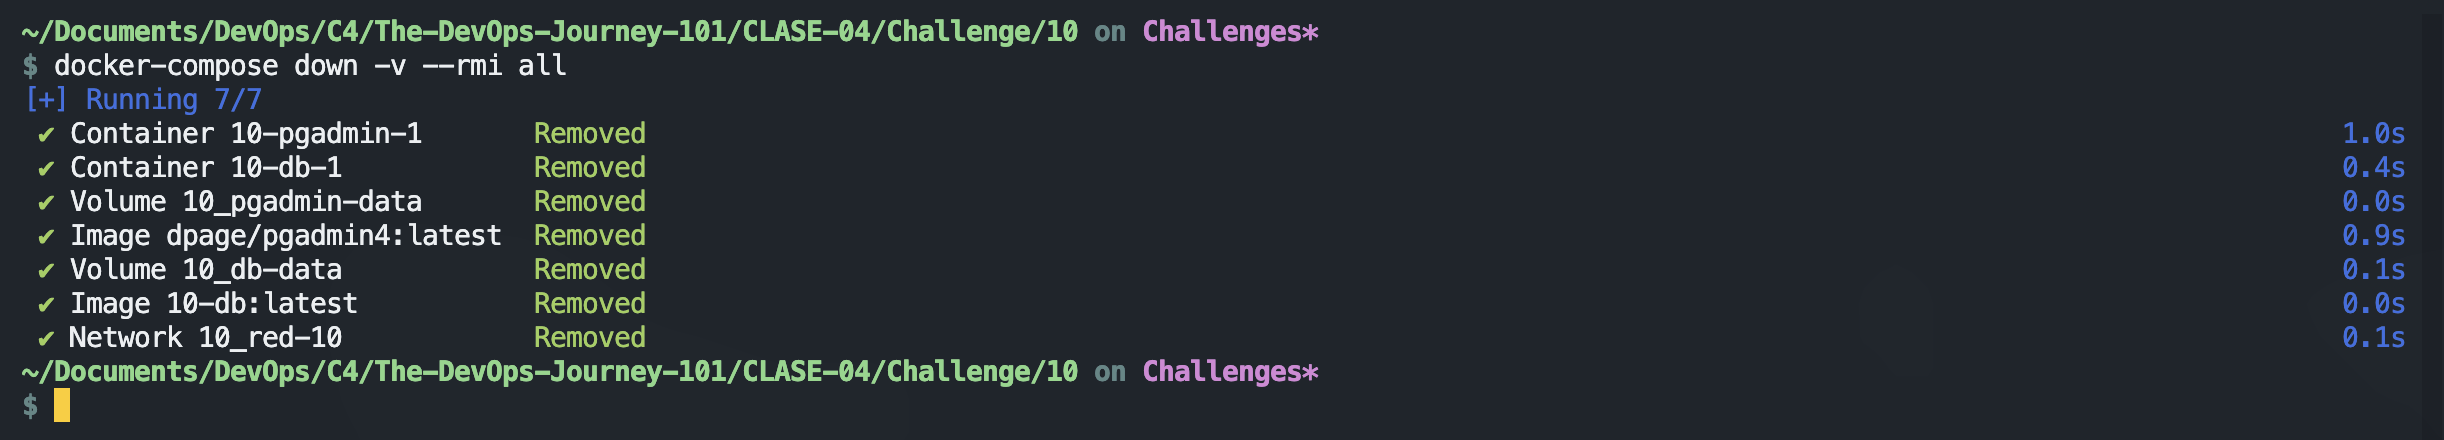 ~/Documents/DevOps/C4/The-DevOps-Journey-101/CLASE-04/Challenge/10 on Challenges*
$ docker-compose down -v --rmi all
[+] Running 7/7
✔ Container 10-pgadmin-1 Removed 1.0s
✔ Container 10-db-1 Removed 0.4s
✔ Volume 10_pgadmin-data Removed 0.0s
✔ Image dpage/pgadmin4:latest Removed 0.9s
✔ Volume 10_db-data Removed 0.1s
✔ Image 10-db:latest Removed 0.0s
✔ Network 10_red-10 Removed 0.1s
~/Documents/DevOps/C4/The-DevOps-Journey-101/CLASE-04/Challenge/10 on Challenges*
$